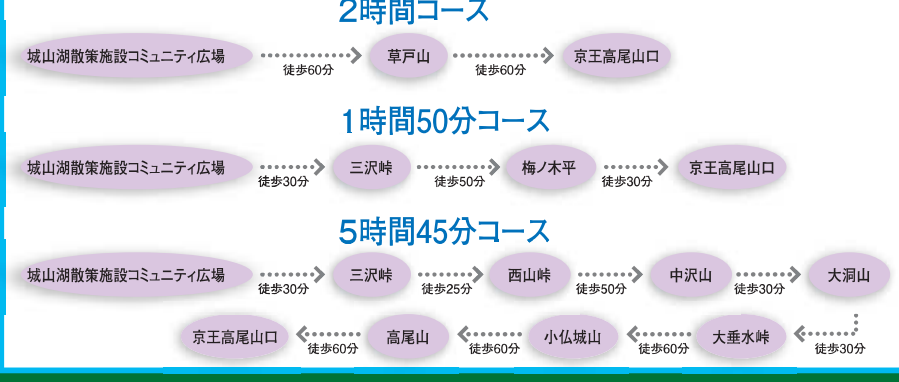 2時間コース
城山湖散策施設コミュニティ広場 徒歩60分 草戸山 徒歩60分 京王高尾山口
1時間50分コース
城山湖散策施設コミュニティ広場 徒歩30分 三沢峠 徒歩50分 梅ノ木平 徒歩30分 京王高尾山口
5時間45分コース
城山湖散策施設コミュニティ広場 徒歩30分 三沢峠 徒歩25分 西山峠 徒歩50分 中沢山 徒歩30分 大洞山
京王高尾山口 徒歩60分 高尾山 徒歩60分 小仏城山 徒歩60分 大垂水峠 徒歩30分